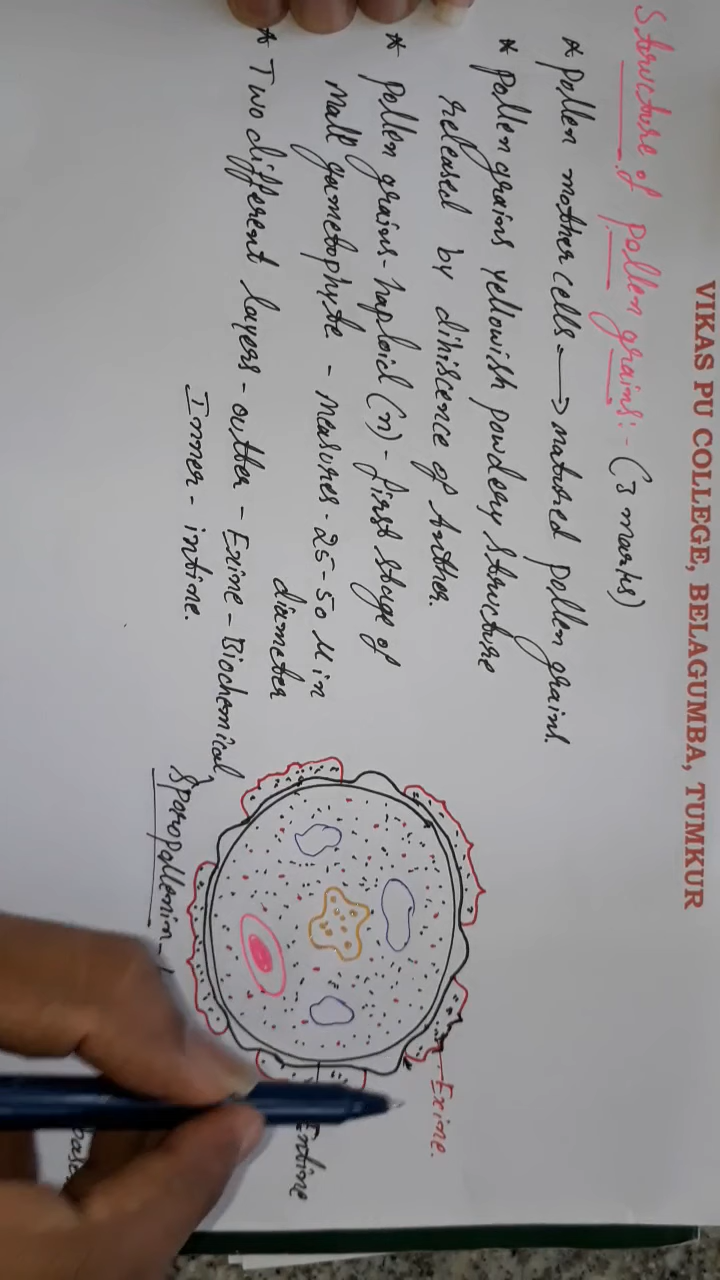 VIKAS PU COLLEGE, BELAGUMBA, TUMKUR
Structure of pollen grains:- (3 marks)
* pollen mother cells → matured pollen grains.
* pollen grains yellowish powdery structure
released by dihiscence of Anther.
* pollen grains - haploid (n) - first stage of
male gametophyte - measures - 25-50 M in
diameter
* Two different layers - outter - Exine - Biochemical,
Inner - intine. Sporopollenin -
Exine.
Intine